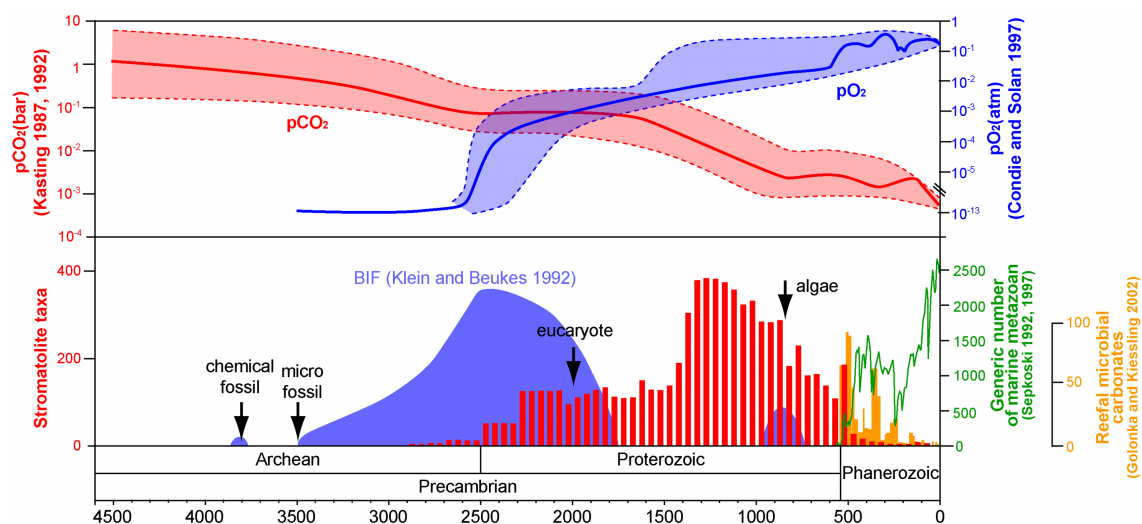 10
1
10-1
10-2
10-3
10-4
pCO2(bar)
(Kasting 1987, 1992)
pCO2
pO2
1
10-1
10-2
10-3
10-4
10-5
10-13
pO2(atm)
(Condie and Solan 1997)
400
200
0
Stromatolite taxa
BIF (Klein and Beukes 1992)
chemical
fossil
micro
fossil
eucaryote
algae
2500
2000
1500
1000
500
0
Generic number
of marine metazoan
(Sepkoski 1992, 1997)
100
50
0
Reefal microbial
carbonates
(Golonka and Kiessling 2002)
Archean
Proterozoic
Phanerozoic
Precambrian
4500
4000
3500
3000
2500
2000
1500
1000
500
0